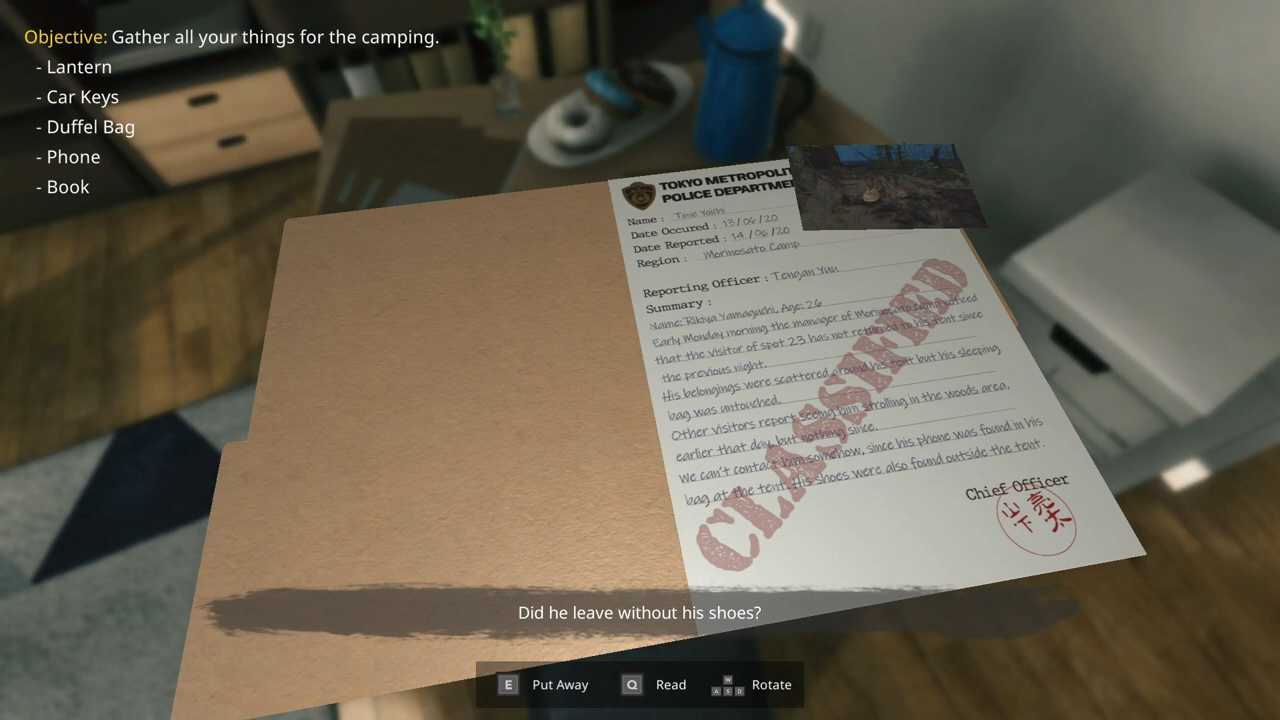 Objective: Gather all your things for the camping.
- Lantern
- Car Keys
- Duffel Bag
- Phone
- Book
TOKYO METROPOLIT
POLICE DEPARTME
Name : Tone Yoichi
Date Occured : 13/06/20
Date Reported : 14/06/20
Region : Morinosato Camp
Reporting Officer : Tengan Yuu
Summary :
Name: Rikiya Yamaguchi, Age: 26
Early Monday morning the manager of Morinosato camp noticed
that the visitor of spot 23 has not returned to his tent since
the previous night.
His belongings were scattered around his tent but his sleeping
bag was untouched.
Other visitors report seeing him strolling in the woods area,
earlier that day, but nothing since.
We can't contact him somehow, since his phone was found in his
bag at the tent. His shoes were also found outside the tent.
CLASSIFIED
Chief Officer
山下亮太
Did he leave without his shoes?
E Put Away Q Read W A S D Rotate